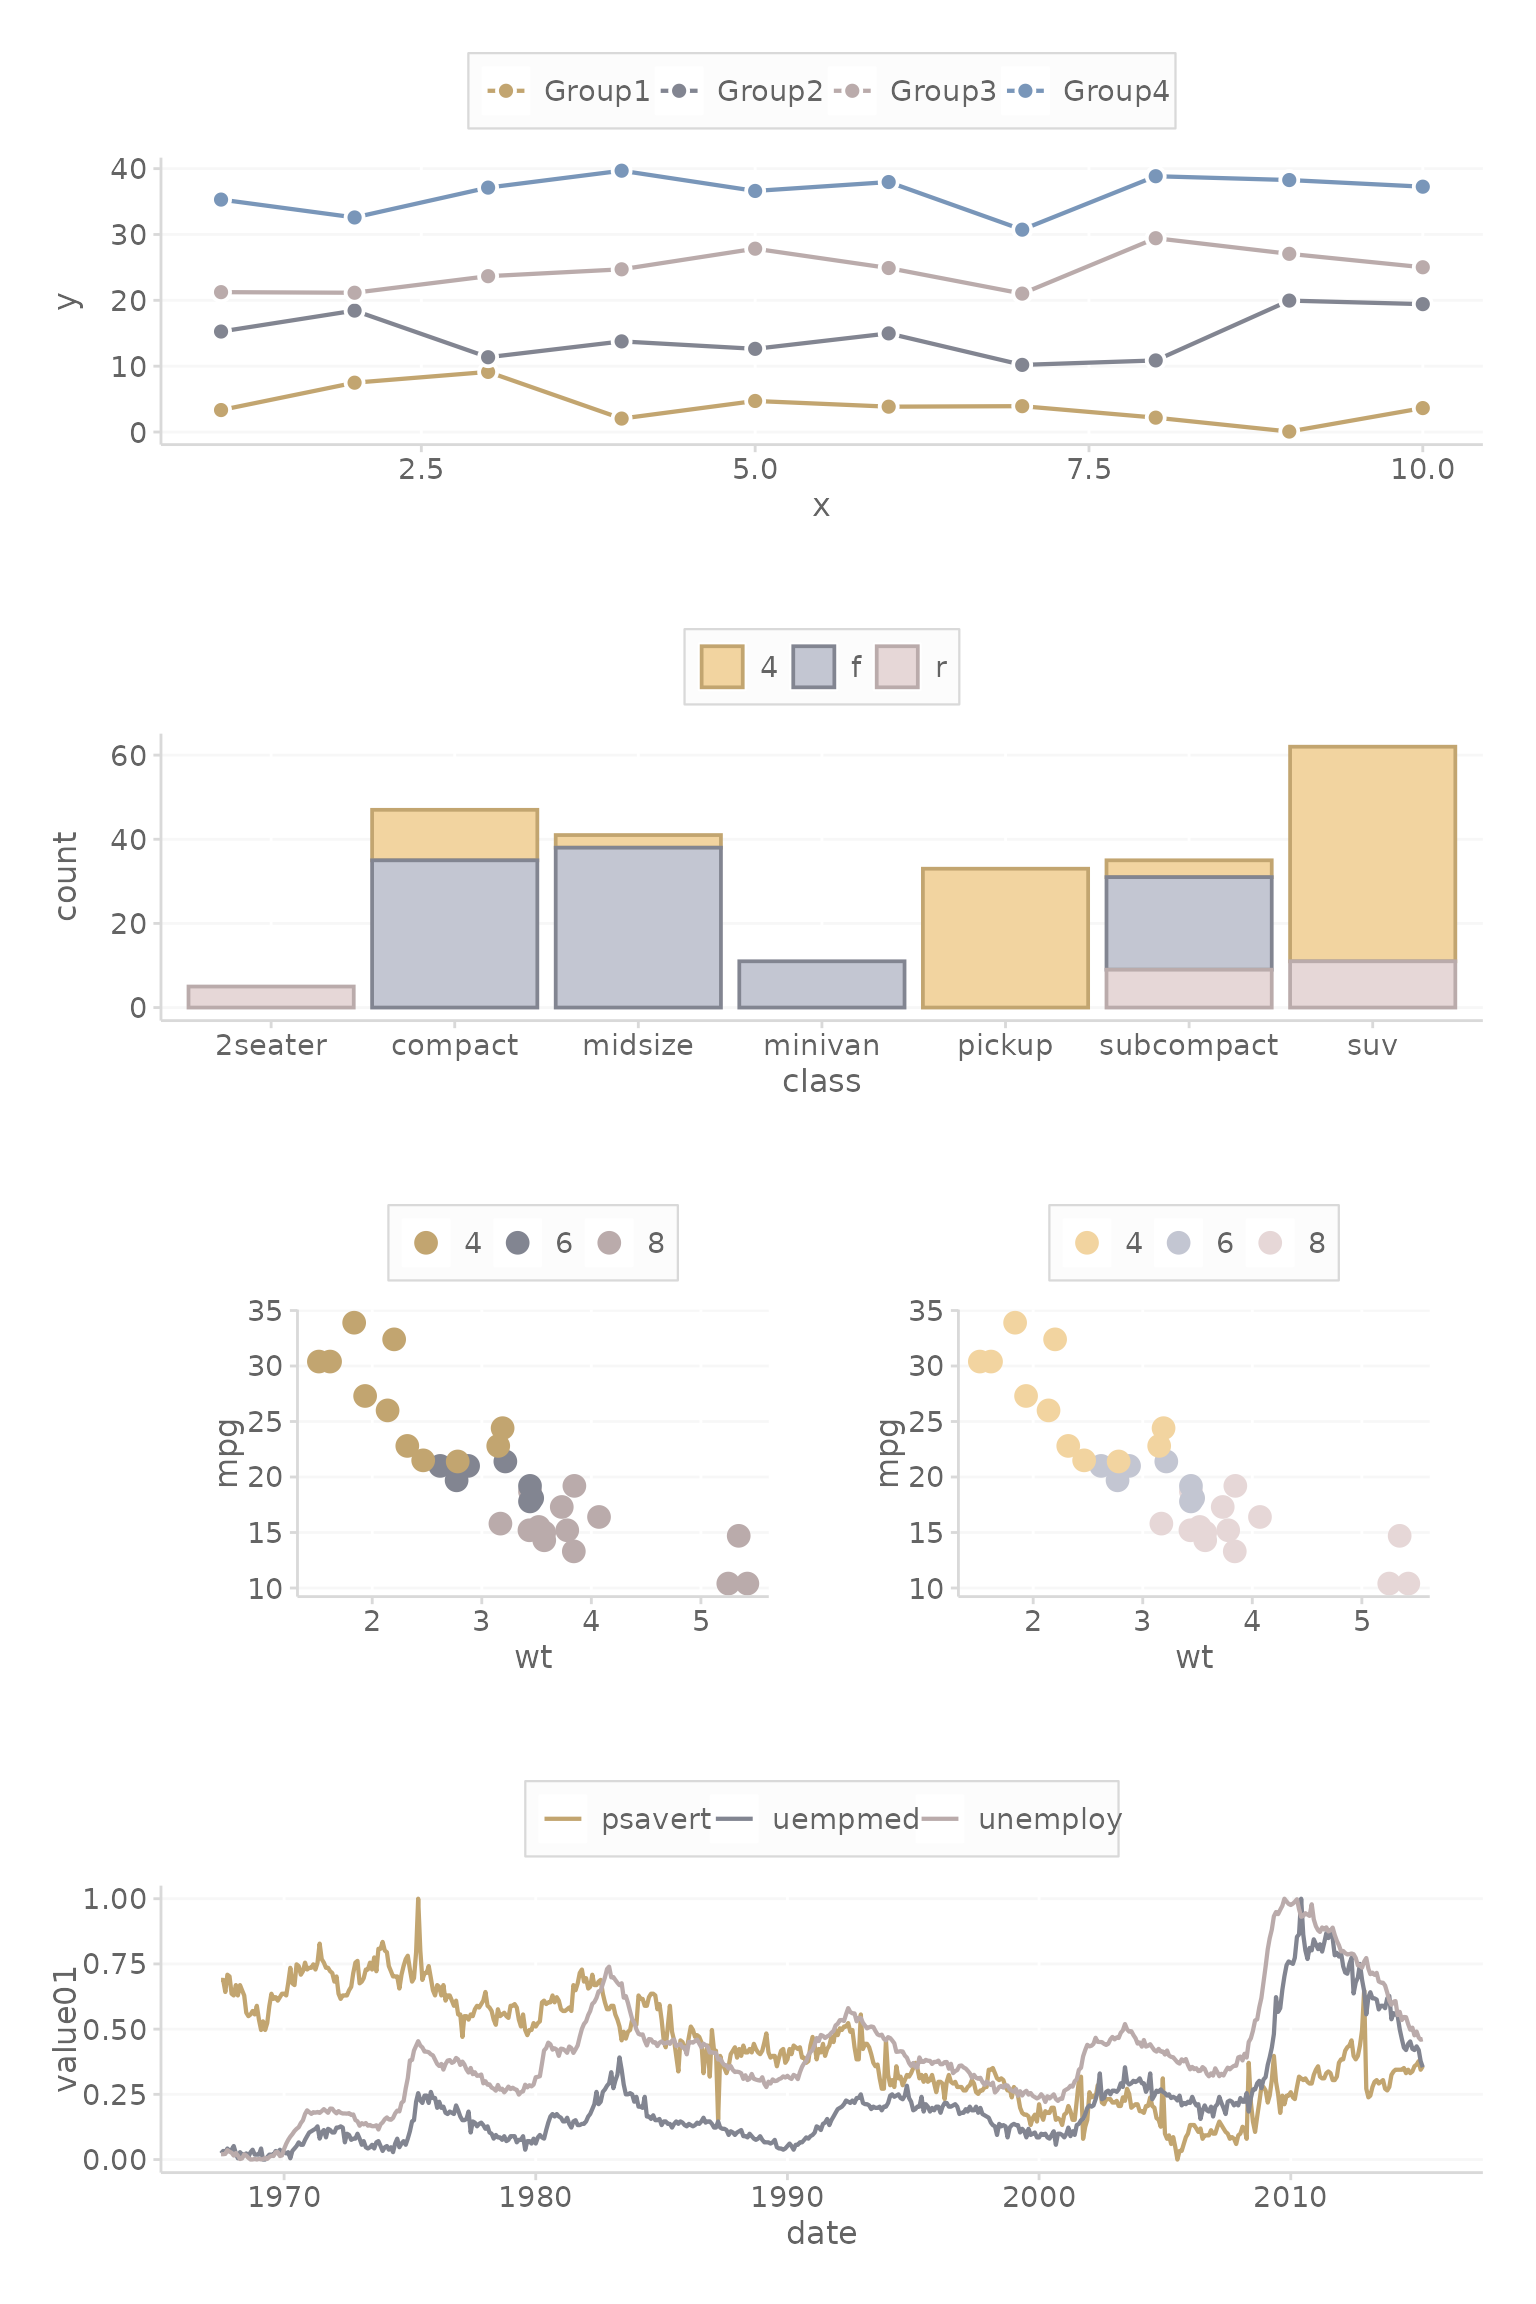 Group1 Group2 Group3 Group4
40
30
20
10
0
y
2.5 5.0 7.5 10.0
x
4 f r
60
40
20
0
count
2seater compact midsize minivan pickup subcompact suv
class
4 6 8
35
30
25
20
15
10
mpg
2 3 4 5
wt
4 6 8
35
30
25
20
15
10
mpg
2 3 4 5
wt
psavert uempmed unemploy
1.00
0.75
0.50
0.25
0.00
value01
1970 1980 1990 2000 2010
date